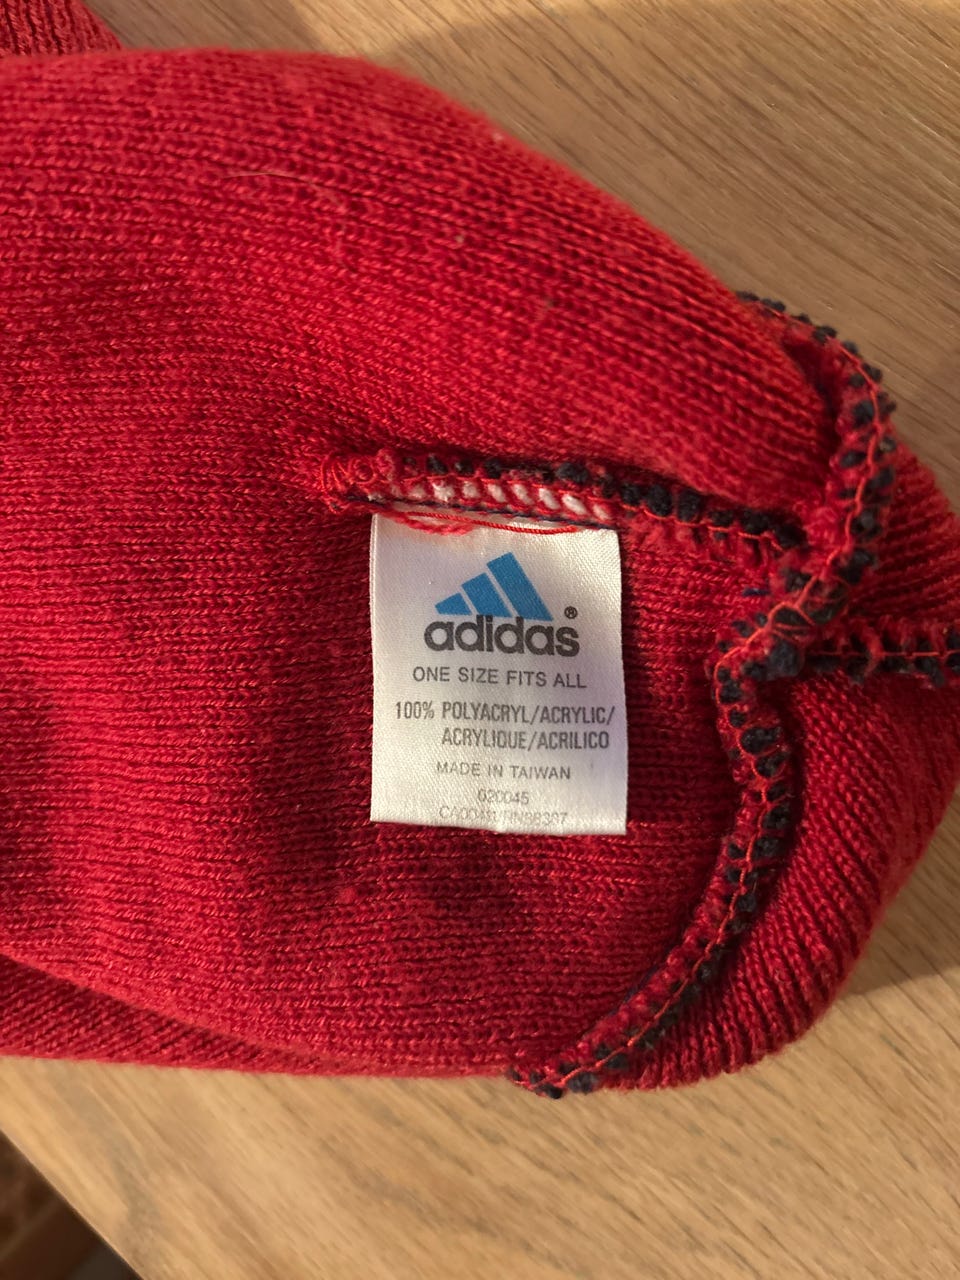 adidas®
ONE SIZE FITS ALL
100% POLYACRYL/ACRYLIC/
ACRYLIQUE/ACRILICO
MADE IN TAIWAN
020045